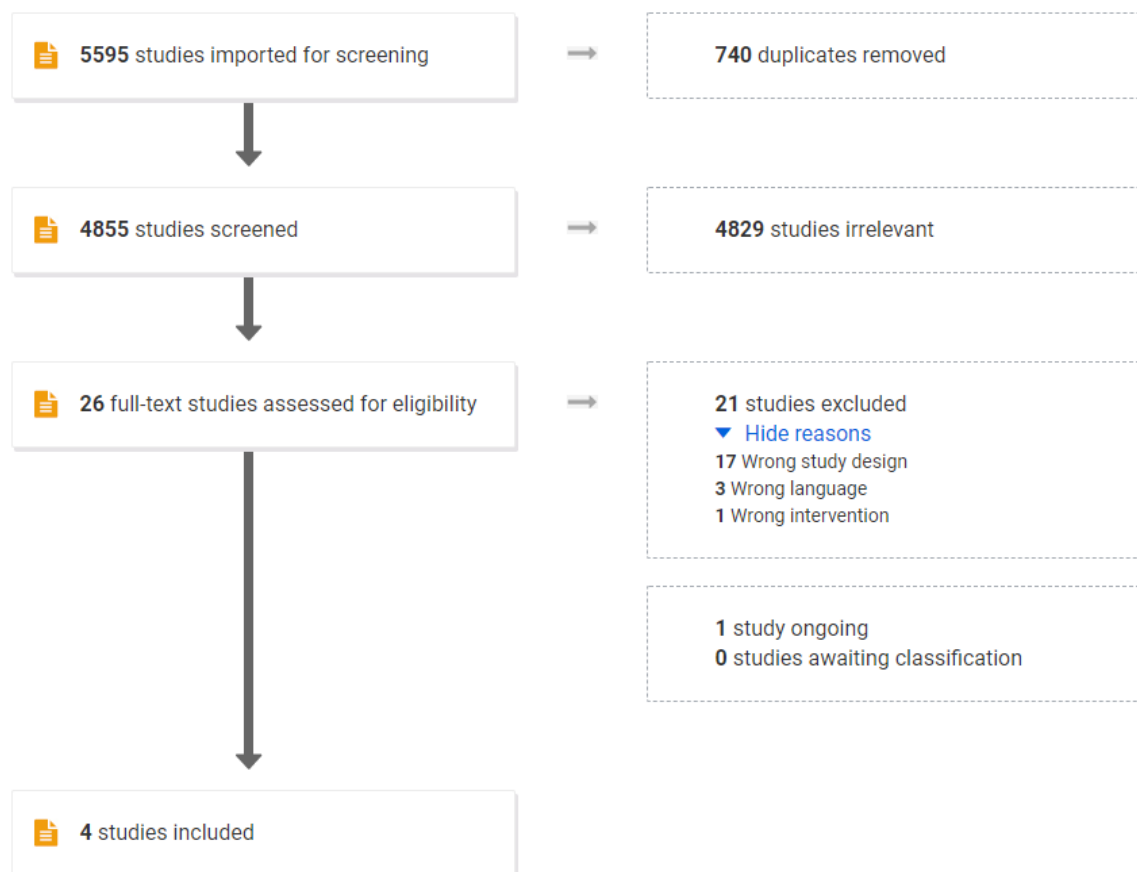 5595 studies imported for screening
740 duplicates removed
4855 studies screened
4829 studies irrelevant
26 full-text studies assessed for eligibility
21 studies excluded
Hide reasons
17 Wrong study design
3 Wrong language
1 Wrong intervention
1 study ongoing
0 studies awaiting classification
4 studies included